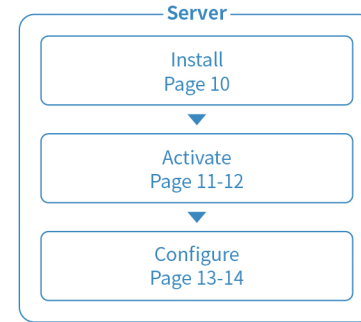 Server
Install
Page 10
Activate
Page 11-12
Configure
Page 13-14